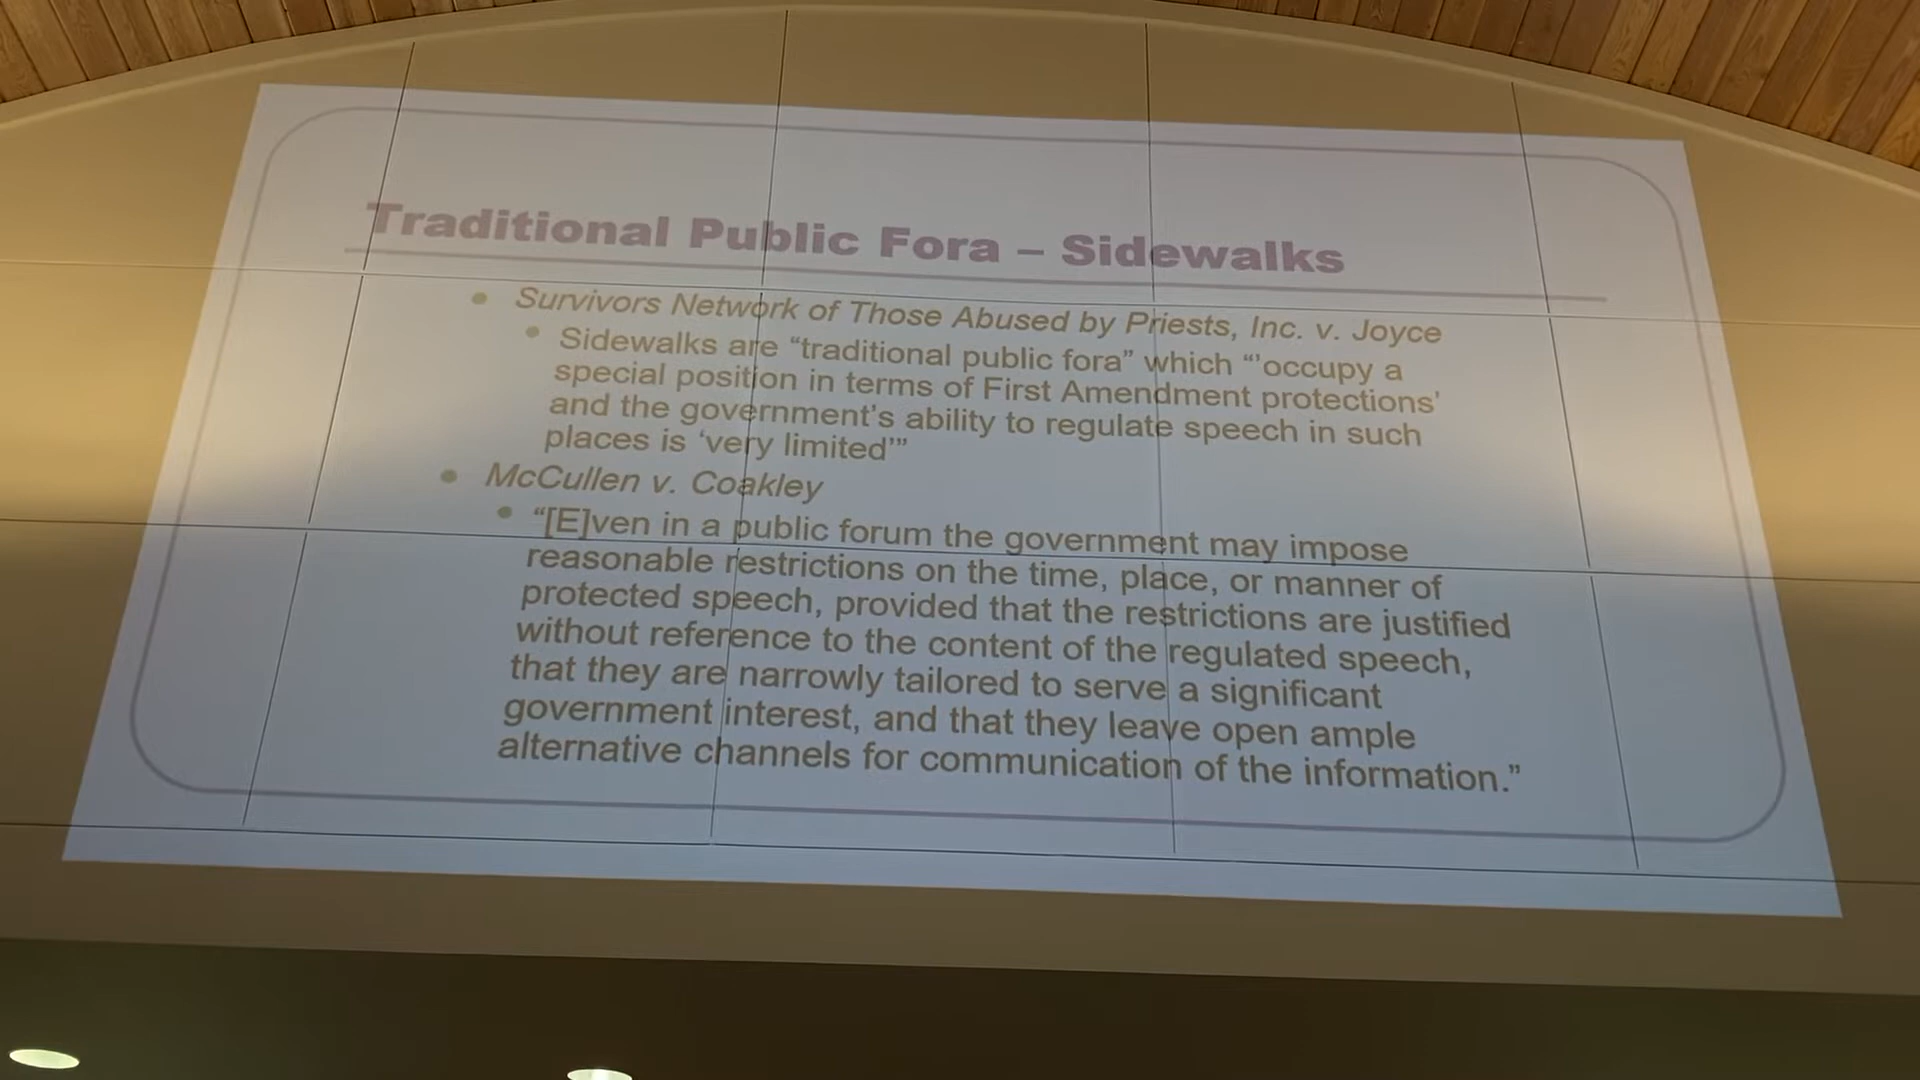 Traditional Public Fora – Sidewalks
• Survivors Network of Those Abused by Priests, Inc. v. Joyce
• Sidewalks are “traditional public fora” which “‘occupy a
special position in terms of First Amendment protections’
and the government’s ability to regulate speech in such
places is ‘very limited’”
• McCullen v. Coakley
• “[E]ven in a public forum the government may impose
reasonable restrictions on the time, place, or manner of
protected speech, provided that the restrictions are justified
without reference to the content of the regulated speech,
that they are narrowly tailored to serve a significant
government interest, and that they leave open ample
alternative channels for communication of the information.”